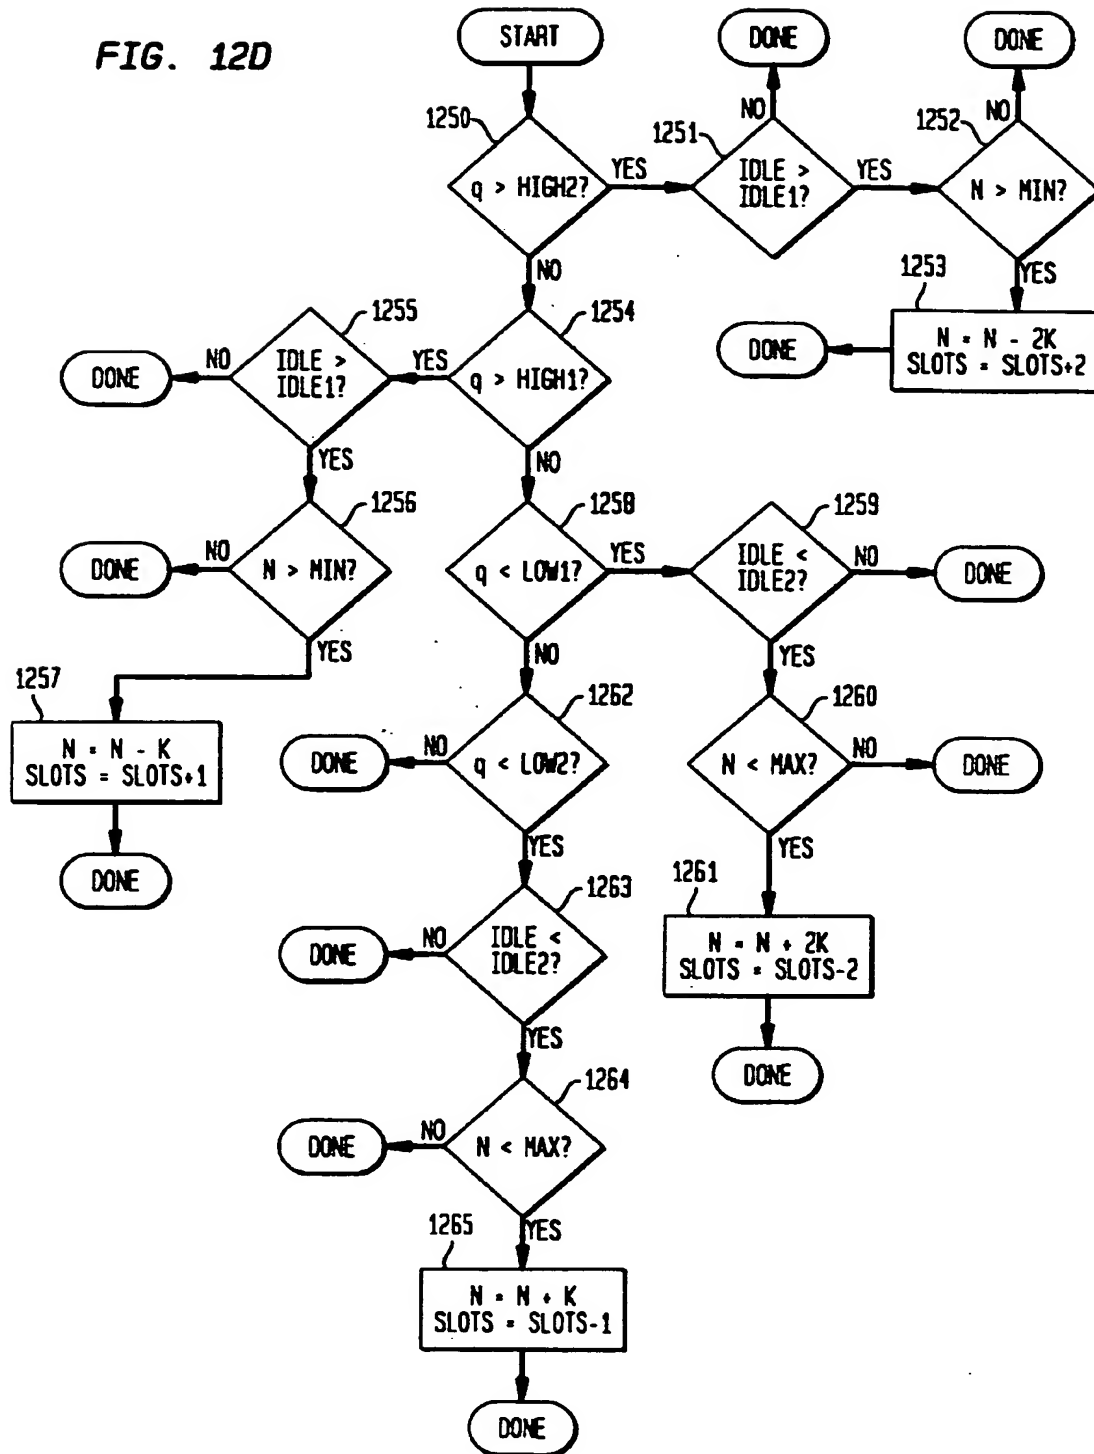 FIG. 12D
START
DONE
DONE
1250
q > HIGH2?
YES
NO
1251
NO
IDLE >
IDLE1?
YES
1252
NO
N > MIN?
YES
1253
N = N - 2K
SLOTS = SLOTS+2
DONE
1254
q > HIGH1?
YES
NO
1255
IDLE >
IDLE1?
NO
DONE
YES
1256
N > MIN?
NO
DONE
YES
1257
N = N - K
SLOTS = SLOTS+1
DONE
1258
q < LOW1?
YES
NO
1259
IDLE <
IDLE2?
NO
DONE
YES
1260
N < MAX?
NO
DONE
YES
1261
N = N + 2K
SLOTS = SLOTS-2
DONE
1262
q < LOW2?
NO
DONE
YES
1263
IDLE <
IDLE2?
NO
DONE
YES
1264
N < MAX?
NO
DONE
YES
1265
N = N + K
SLOTS = SLOTS-1
DONE